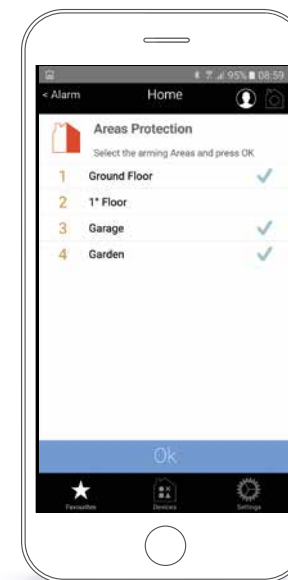 95% 08:59
< Alarm Home
Areas Protection
Select the arming Areas and press OK
1 Ground Floor
2 1° Floor
3 Garage
4 Garden
Ok
Favourites Devices Settings